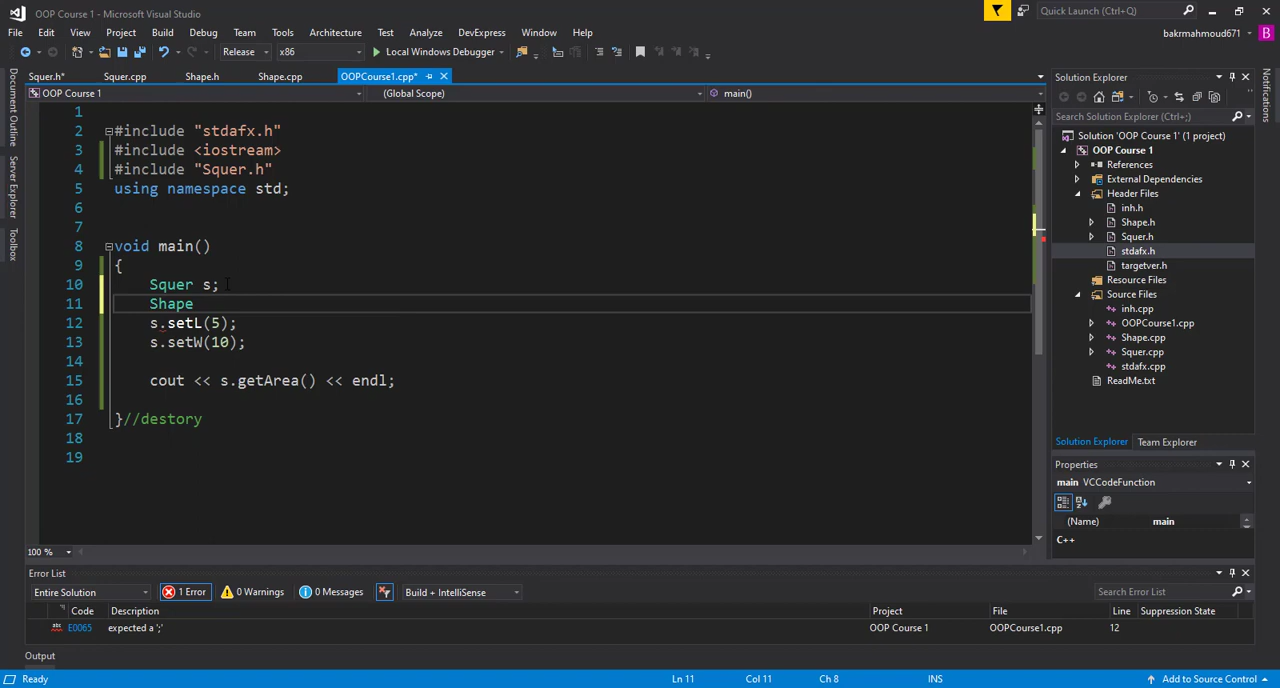 OOP Course 1 - Microsoft Visual Studio
Quick Launch (Ctrl+Q)
File Edit View Project Build Debug Team Tools Architecture Test Analyze DevExpress Window Help
bakrmahmoud671 B
Release x86 Local Windows Debugger
Squer.h* Squer.cpp Shape.h Shape.cpp OOPCourse1.cpp*
OOP Course 1 (Global Scope) main()
Document Outline
Server Explorer
Toolbox
1
2 #include "stdafx.h"
3 #include <iostream>
4 #include "Squer.h"
5 using namespace std;
6
7
8 void main()
9 {
10 Squer s;
11 Shape
12 s.setL(5);
13 s.setW(10);
14
15 cout << s.getArea() << endl;
16
17 }//destory
18
19
100 %
Solution Explorer
Search Solution Explorer (Ctrl+;)
Solution 'OOP Course 1' (1 project)
OOP Course 1
References
External Dependencies
Header Files
inh.h
Shape.h
Squer.h
stdafx.h
targetver.h
Resource Files
Source Files
inh.cpp
OOPCourse1.cpp
Shape.cpp
Squer.cpp
stdafx.cpp
ReadMe.txt
Solution Explorer Team Explorer
Properties
main VCCodeFunction
(Name) main
C++
Notifications
Error List
Entire Solution 1 Error 0 Warnings 0 Messages Build + IntelliSense Search Error List
Code Description Project File Line Suppression State
abc E0065 expected a ';' OOP Course 1 OOPCourse1.cpp 12
Output
Ready Ln 11 Col 11 Ch 8 INS Add to Source Control